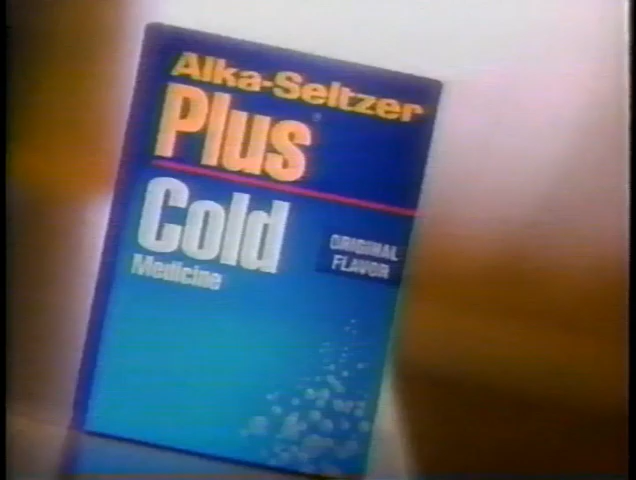 Alka-Seltzer
Plus®
Cold
Medicine
ORIGINAL
FLAVOR